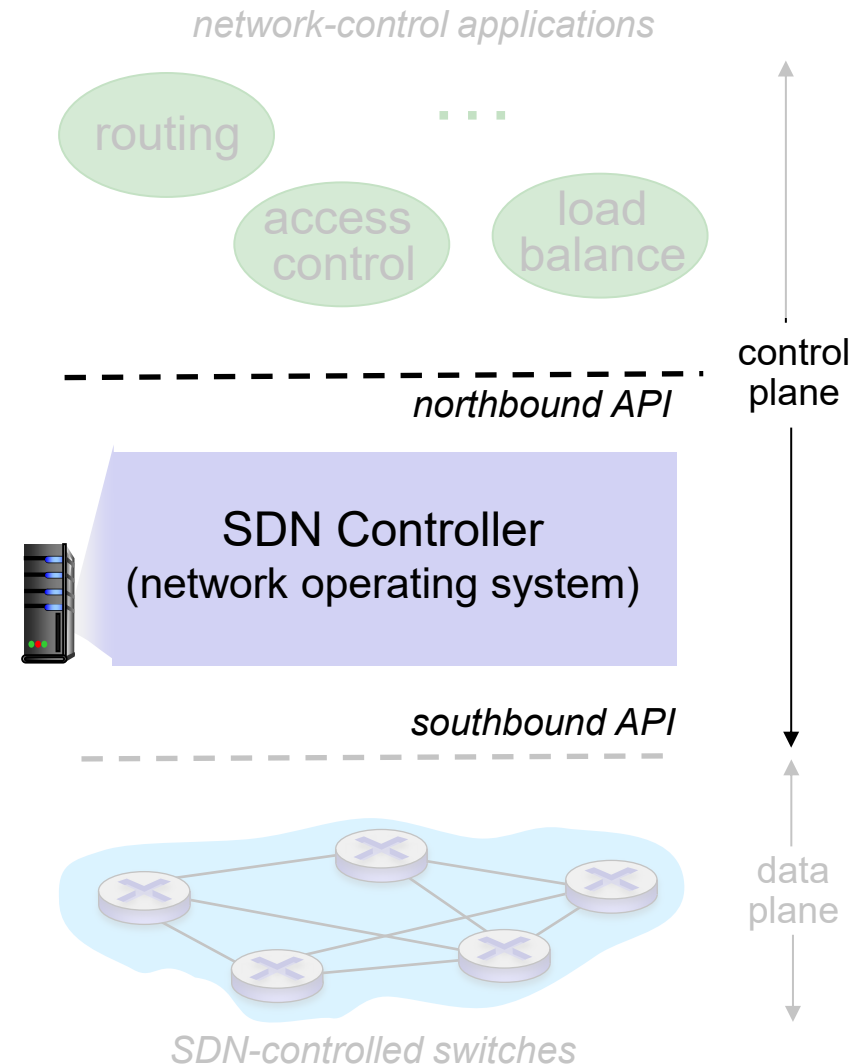 network-control applications
routing
. . .
access
control
load
balance
control
plane
northbound API
SDN Controller
(network operating system)
southbound API
data
plane
SDN-controlled switches